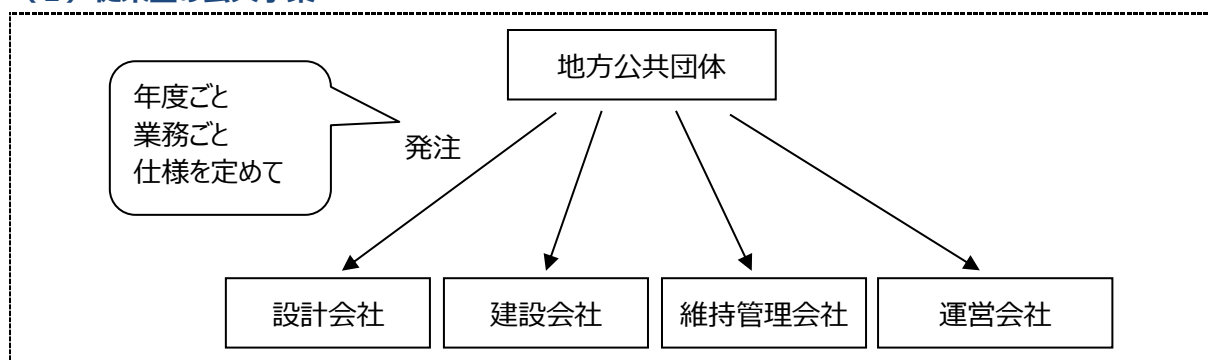 地方公共団体
年度ごと
業務ごと
仕様を定めて
発注
設計会社
建設会社
維持管理会社
運営会社